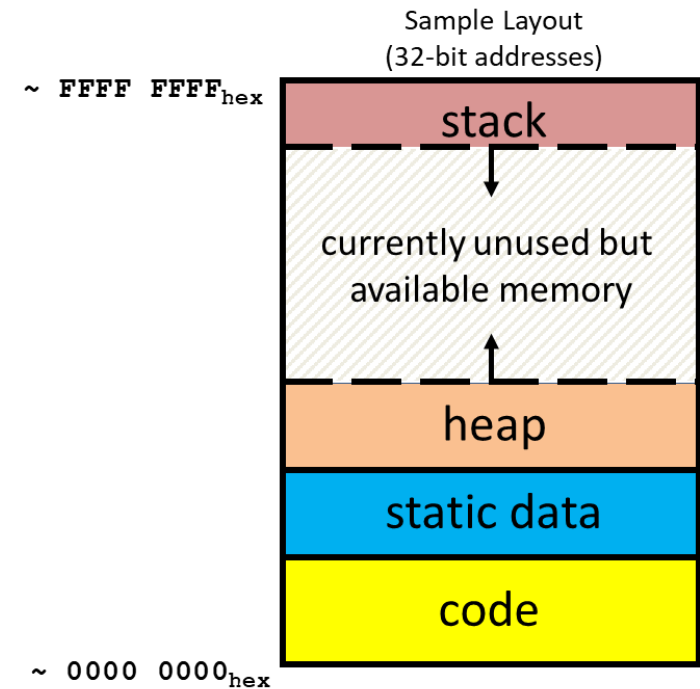 Sample Layout
(32-bit addresses)
~ FFFF FFFFhex
stack
currently unused but
available memory
heap
static data
code
~ 0000 0000hex